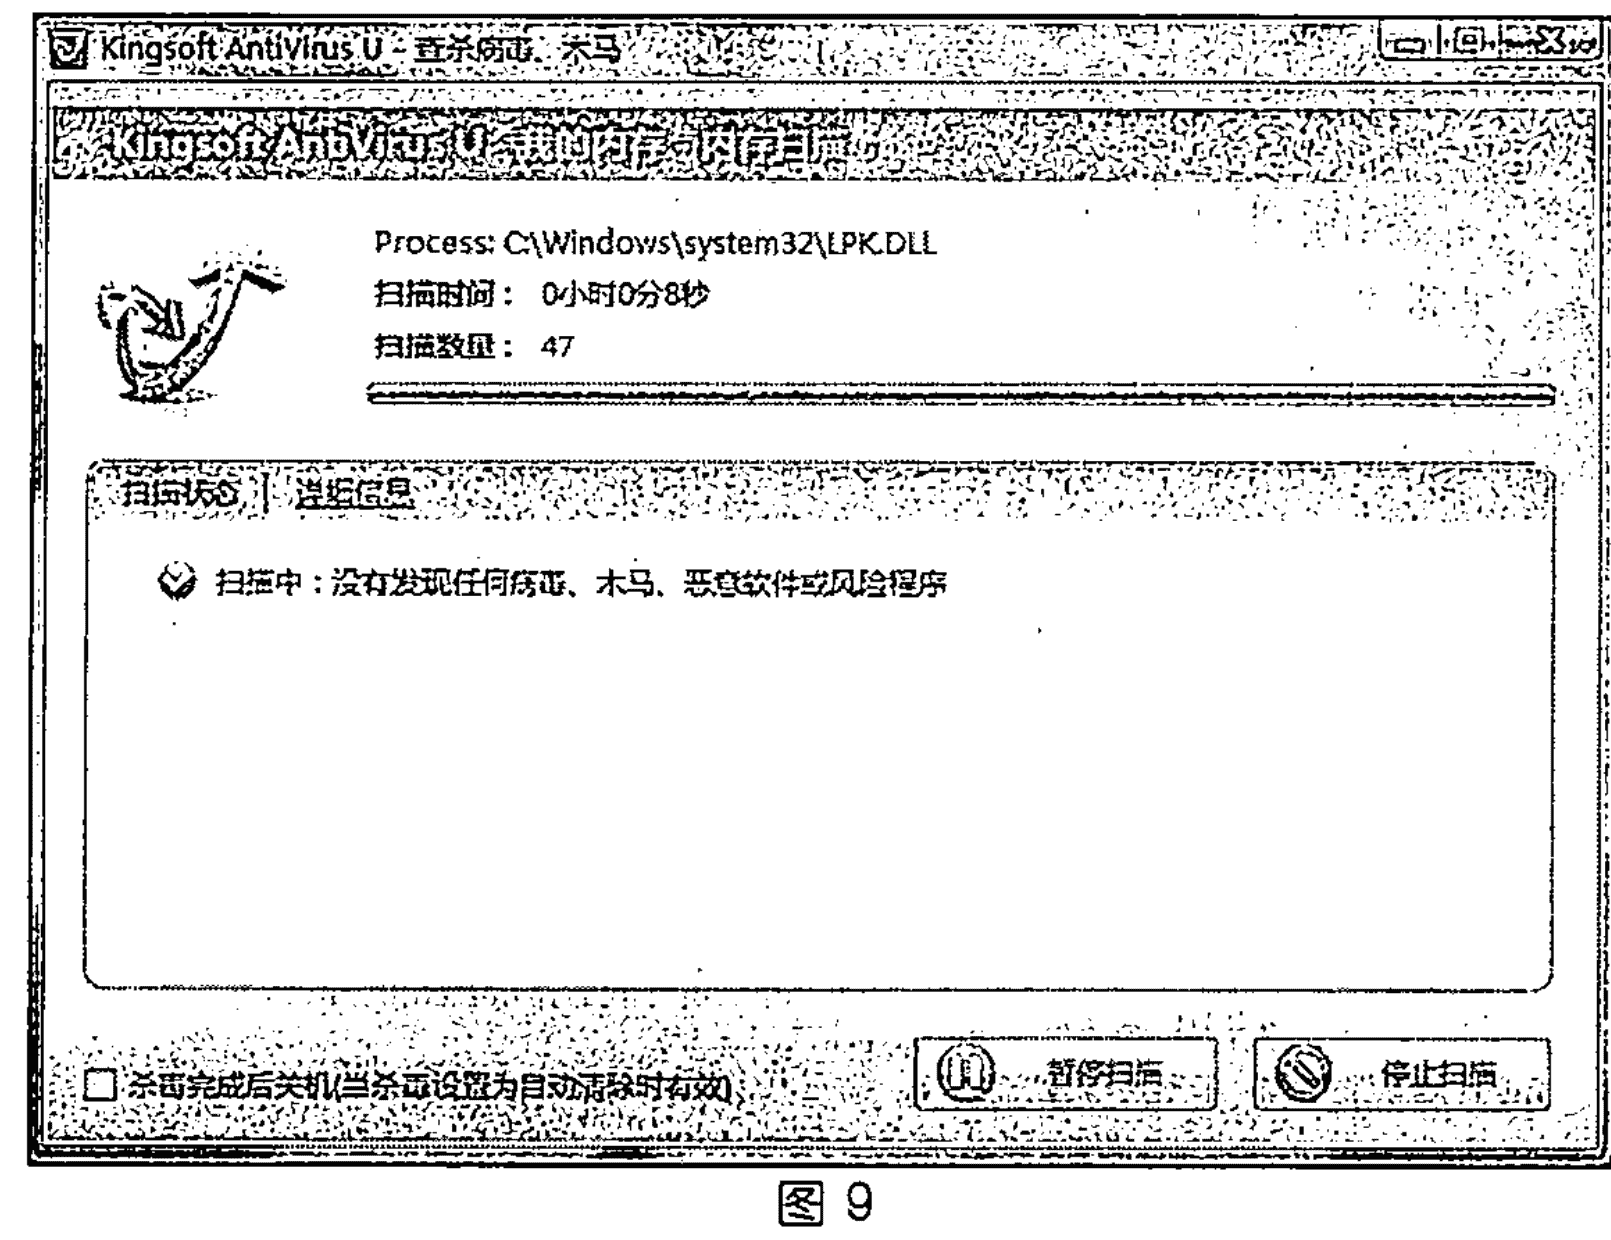 Kingsoft AntiVirus U - 查杀病毒、木马
Kingsoft AntiVirus U 我的内存与内存扫描
Process: C:\Windows\system32\LPK.DLL
扫描时间： 0小时0分8秒
扫描数量： 47
扫描状态 | 详细信息
扫描中：没有发现任何病毒、木马、恶意软件或风险程序
杀毒完成后关机(当杀毒设置为自动清除时有效)
暂停扫描
停止扫描
图 9